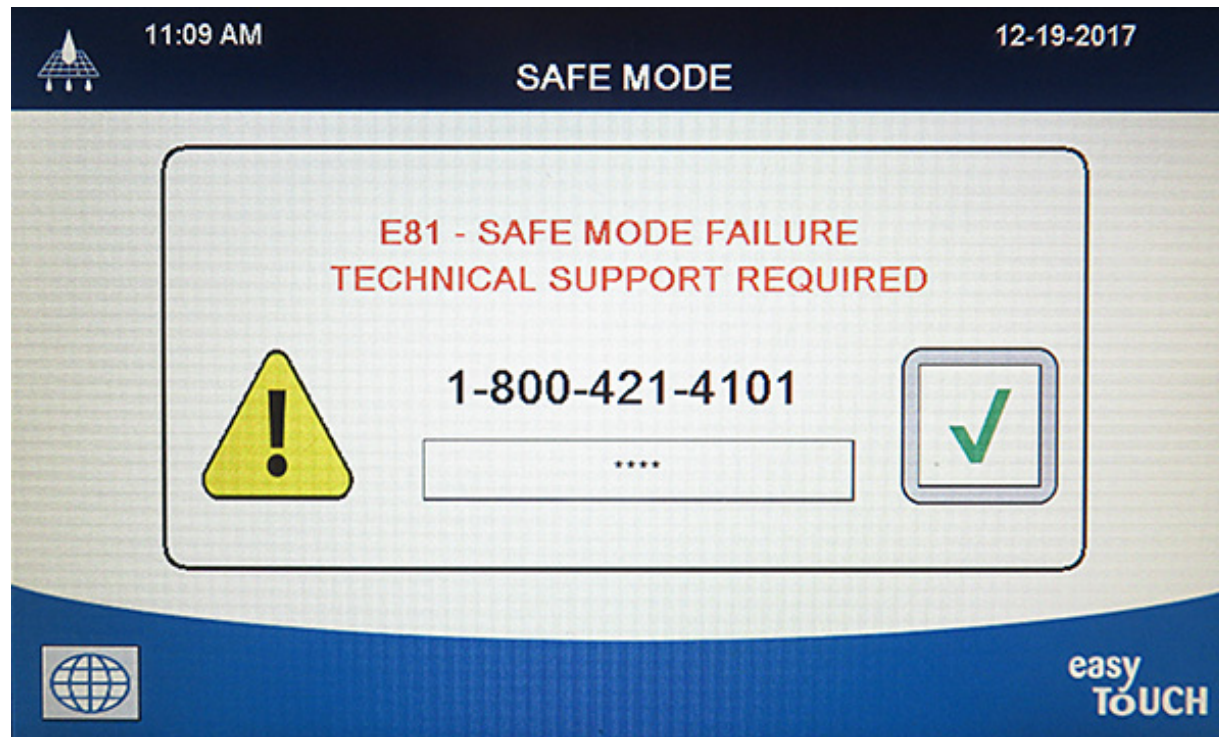 11:09 AM
12-19-2017
SAFE MODE
E81 - SAFE MODE FAILURE
TECHNICAL SUPPORT REQUIRED
1-800-421-4101
****
easy
TOUCH